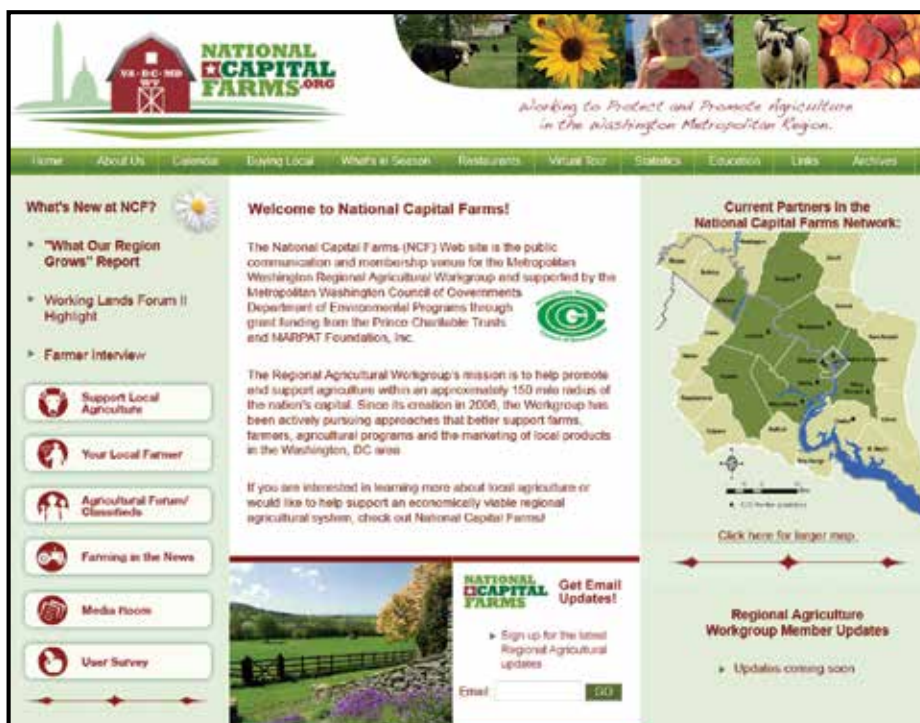 VA • DC • MD
WV
NATIONAL
CAPITAL
FARMS.ORG
Working to Protect and Promote Agriculture
in the Washington Metropolitan Region.
Home About Us Calendar Buying Local What's in Season Restaurants Virtual Tour Statistics Education Links Archives
What's New at NCF?
"What Our Region
Grows" Report
Working Lands Forum II
Highlight
Farmer Interview
Support Local
Agriculture
Your Local Farmer
Agricultural Forum/
Classifieds
Farming in the News
Media Room
User Survey
Welcome to National Capital Farms!
The National Capital Farms (NCF) Web site is the public
communication and membership venue for the Metropolitan
Washington Regional Agricultural Workgroup and supported by the
Metropolitan Washington Council of Governments
Department of Environmental Programs through
grant funding from the Prince Charitable Trusts
and MARPAT Foundation, Inc.
The Regional Agricultural Workgroup's mission is to help promote
and support agriculture within an approximately 150 mile radius of
the nation's capital. Since its creation in 2006, the Workgroup has
been actively pursuing approaches that better support farms,
farmers, agricultural programs and the marketing of local products
in the Washington, DC area.
If you are interested in learning more about local agriculture or
would like to help support an economically viable regional
agricultural system, check out National Capital Farms!
NATIONAL
CAPITAL
FARMS
Get Email
Updates!
Sign up for the latest
Regional Agricultural
updates
Email GO
Current Partners in the
National Capital Farms Network:
Click here for larger map.
Regional Agriculture
Workgroup Member Updates
Updates coming soon